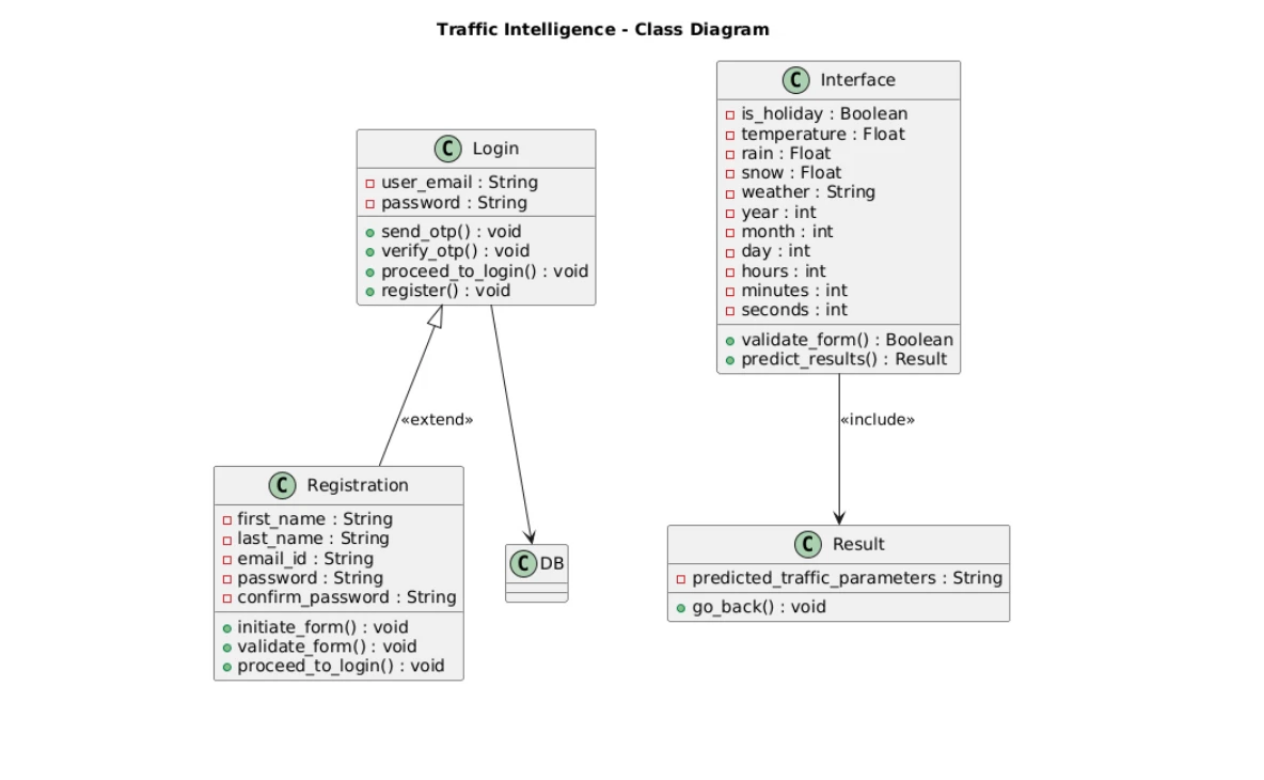 Traffic Intelligence - Class Diagram
C Login
user_email : String
password : String
send_otp() : void
verify_otp() : void
proceed_to_login() : void
register() : void
C Interface
is_holiday : Boolean
temperature : Float
rain : Float
snow : Float
weather : String
year : int
month : int
day : int
hours : int
minutes : int
seconds : int
validate_form() : Boolean
predict_results() : Result
«extend»
«include»
C Registration
first_name : String
last_name : String
email_id : String
password : String
confirm_password : String
initiate_form() : void
validate_form() : void
proceed_to_login() : void
C DB
C Result
predicted_traffic_parameters : String
go_back() : void